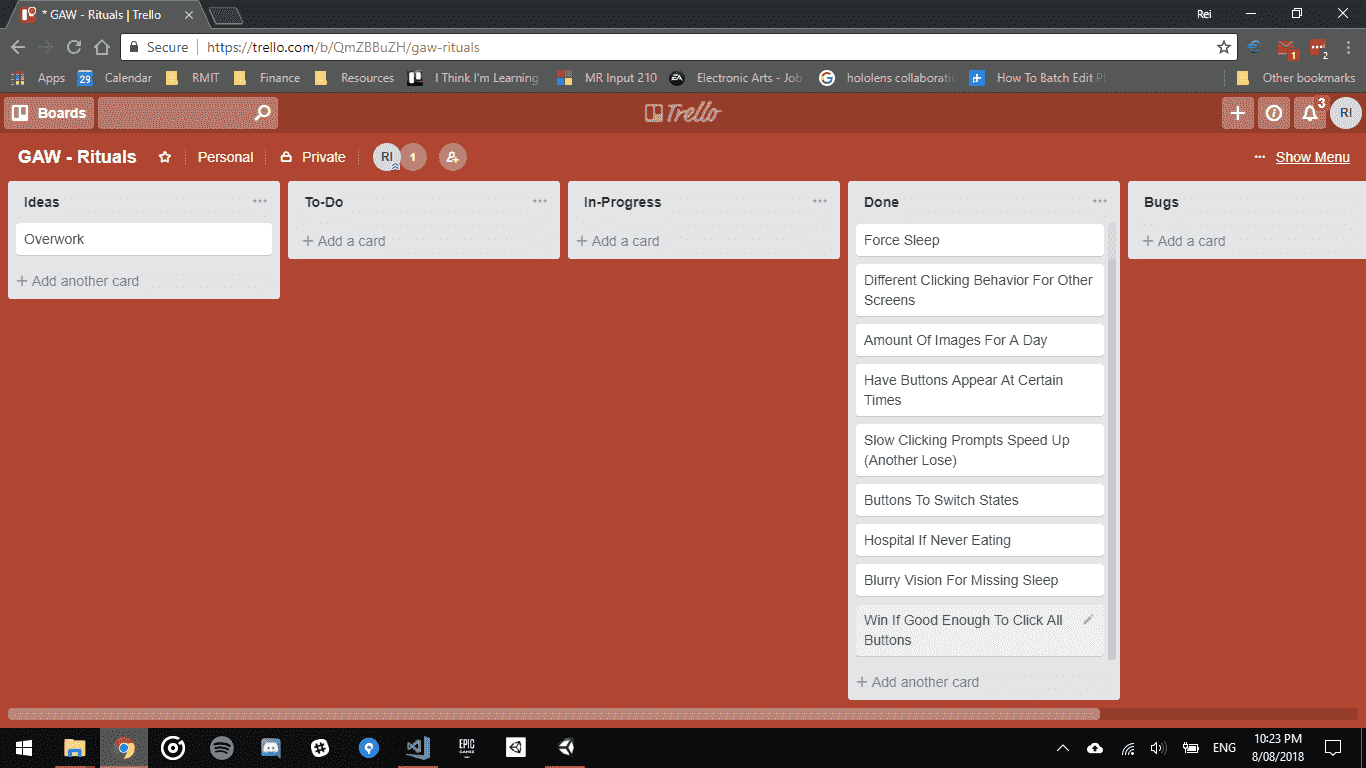 * GAW - Rituals | Trello
Rei
Secure
https://trello.com/b/QmZBBuZH/gaw-rituals
1
2
Apps
29
Calendar
RMIT
Finance
Resources
I Think I'm Learning
MR Input 210
EA
Electronic Arts - Job
G
hololens collaboratio
How To Batch Edit P
Other bookmarks
Boards
Trello
3
RI
GAW - Rituals
Personal
Private
RI
1
... Show Menu
Ideas
Overwork
+ Add another card
To-Do
+ Add a card
In-Progress
+ Add a card
Done
Force Sleep
Different Clicking Behavior For Other
Screens
Amount Of Images For A Day
Have Buttons Appear At Certain
Times
Slow Clicking Prompts Speed Up
(Another Lose)
Buttons To Switch States
Hospital If Never Eating
Blurry Vision For Missing Sleep
Win If Good Enough To Click All
Buttons
+ Add another card
Bugs
+ Add a card
EPIC
GAMES
ENG
10:23 PM
8/08/2018